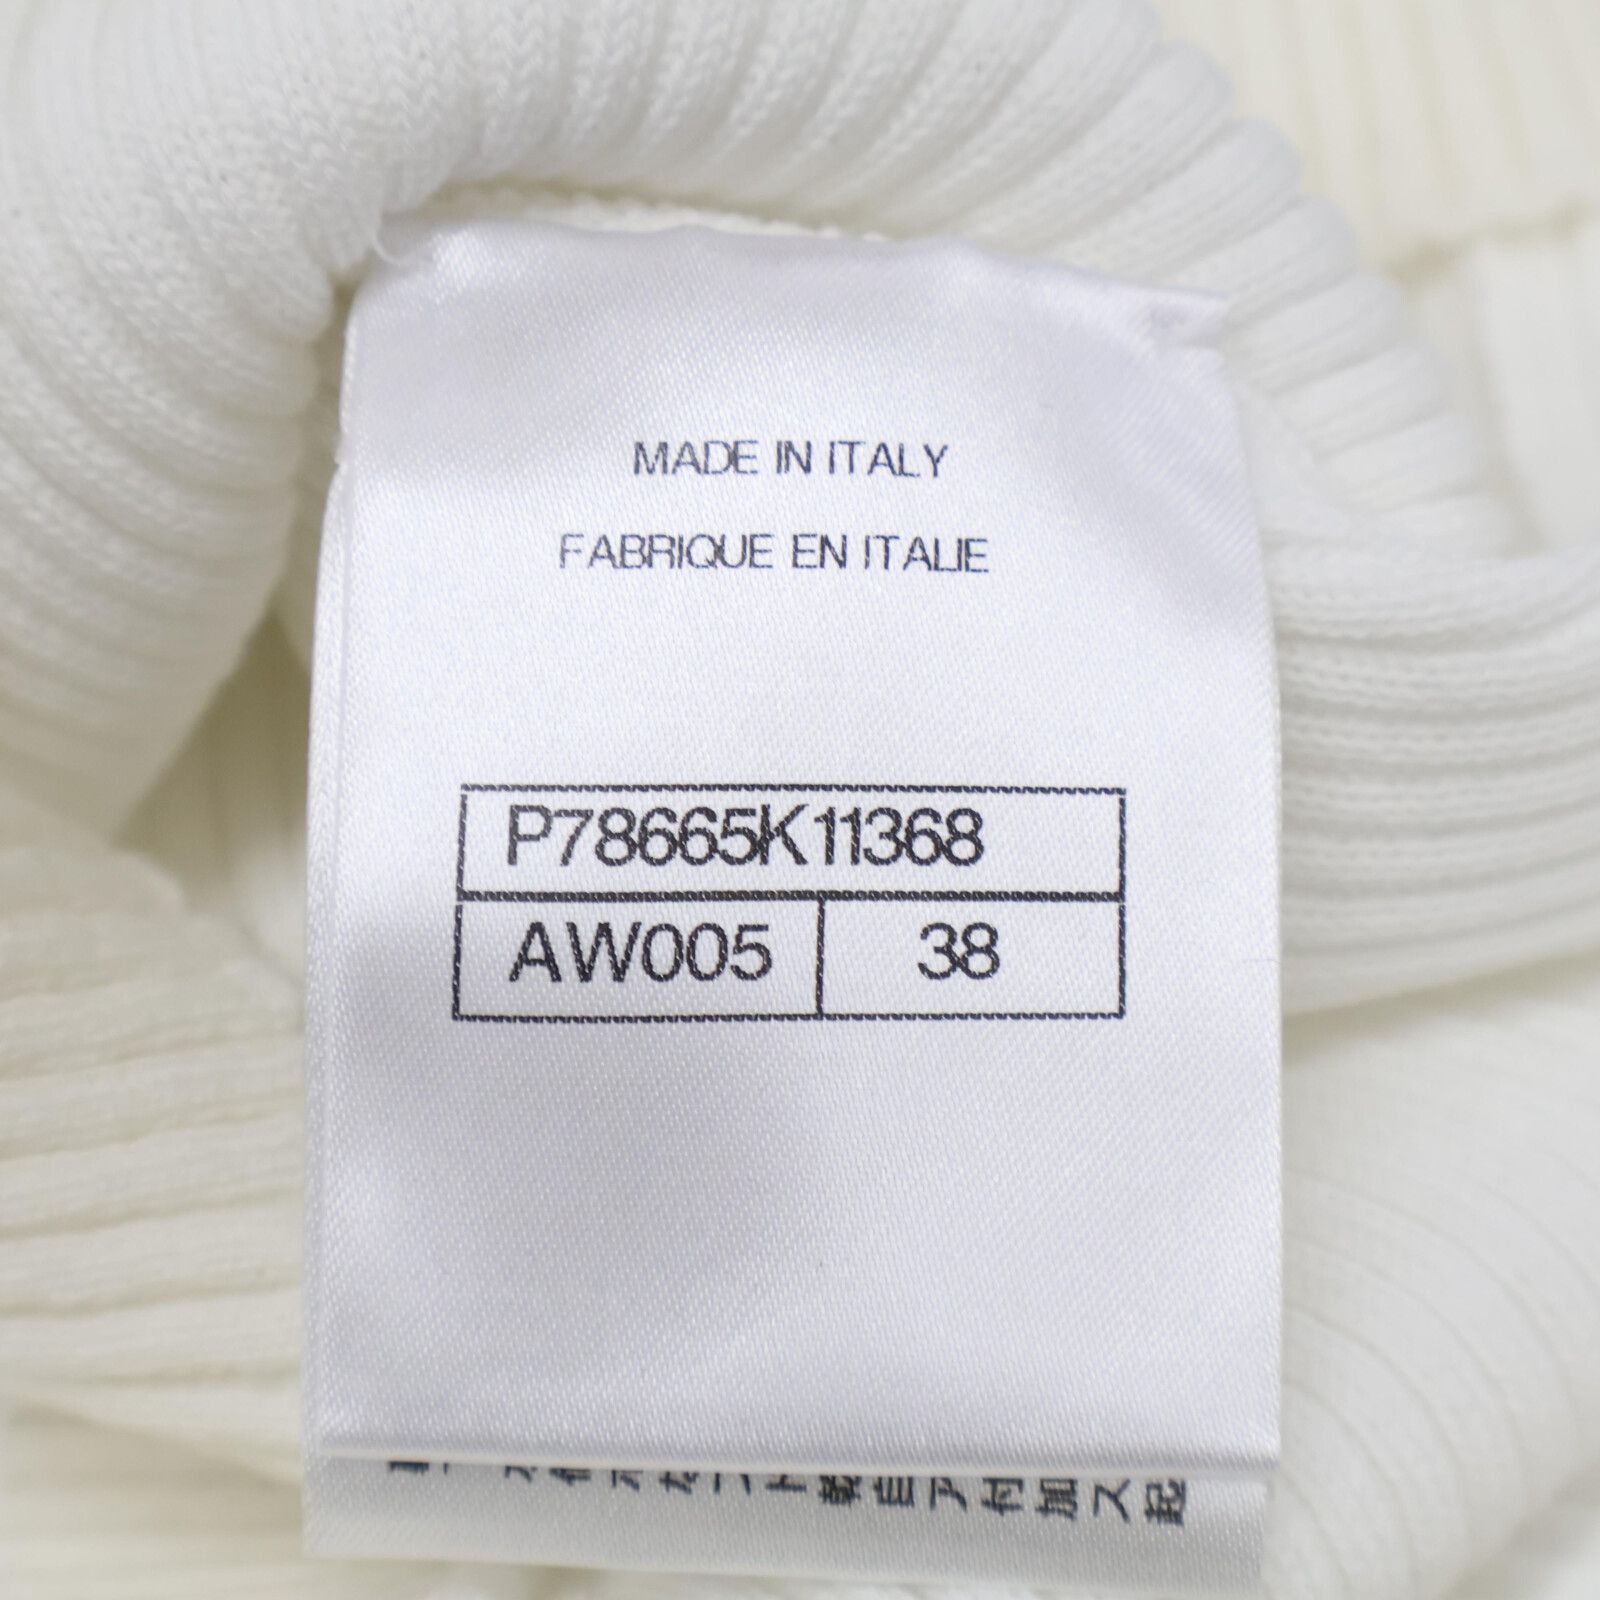 MADE IN ITALY
FABRIQUE EN ITALIE
P78665K11368
AW005 38